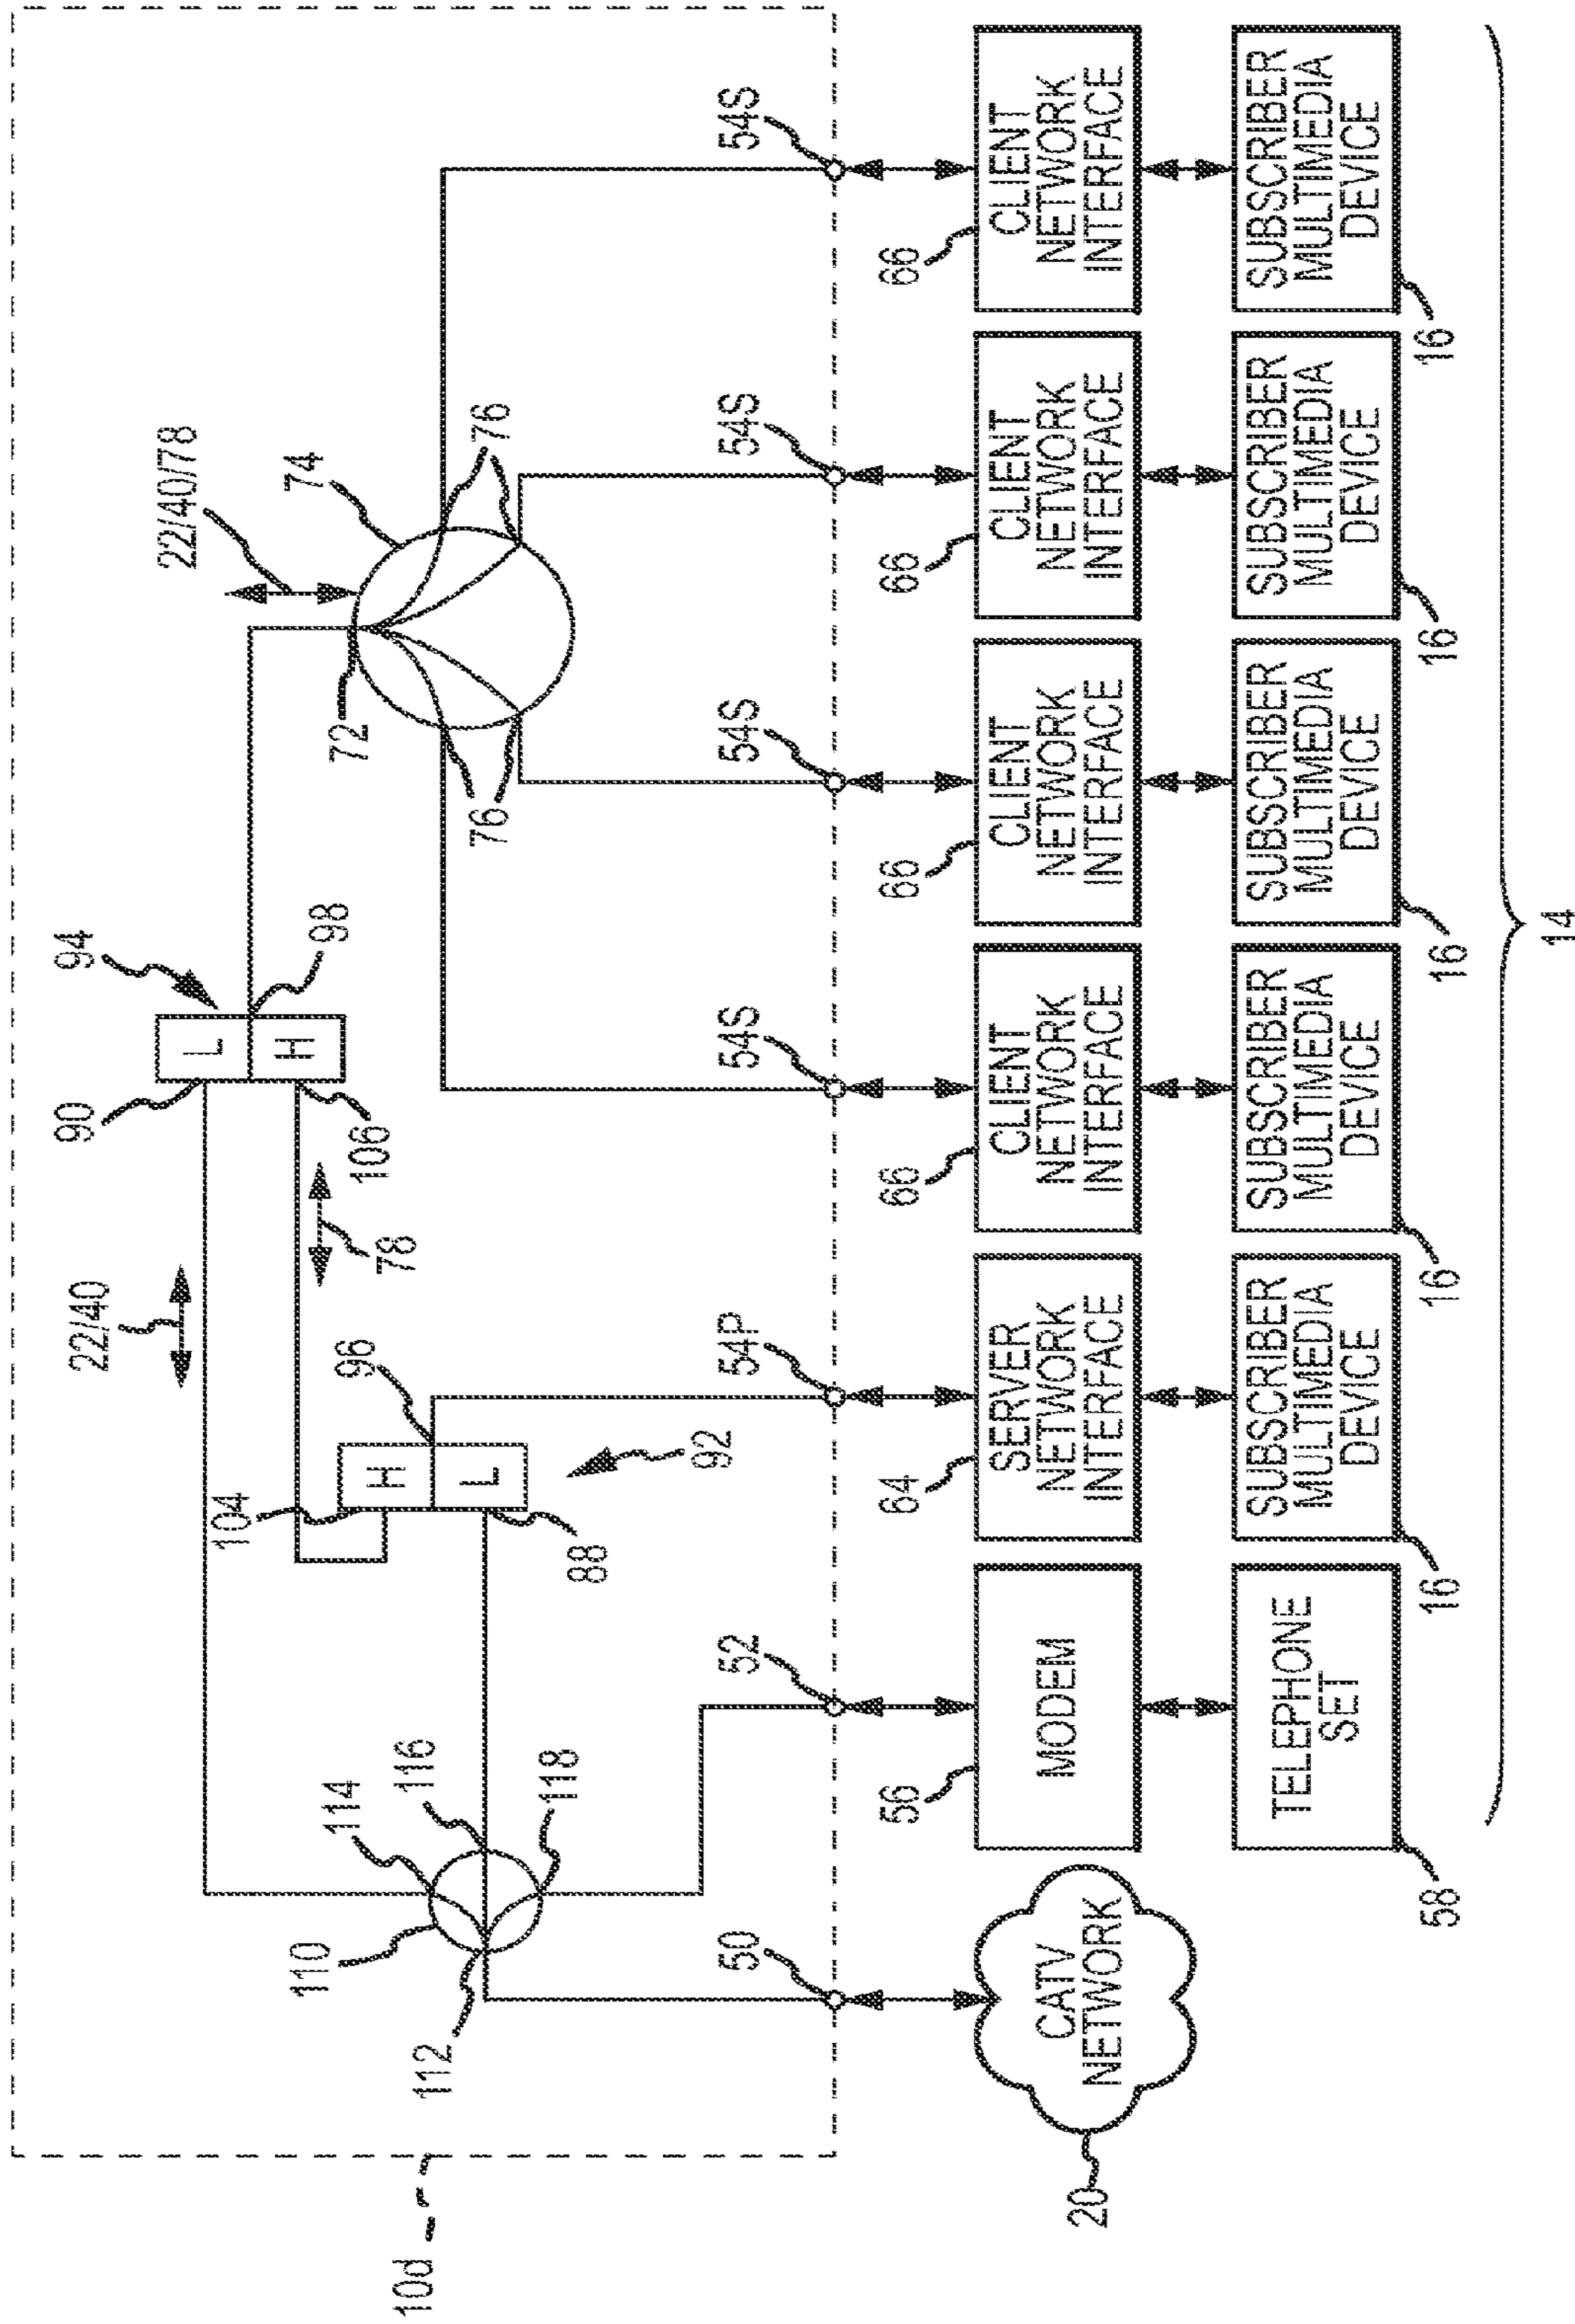 10d
94
90
L
H
98
106
22/40
78
22/40/78
74
72
76
76
104
H
L
96
92
88
114
116
118
110
112
50
52
54P
54S
54S
54S
54S
20
CATV
NETWORK
56
MODEM
64
SERVER
NETWORK
INTERFACE
66
CLIENT
NETWORK
INTERFACE
66
CLIENT
NETWORK
INTERFACE
66
CLIENT
NETWORK
INTERFACE
66
CLIENT
NETWORK
INTERFACE
58
TELEPHONE
SET
16
SUBSCRIBER
MULTIMEDIA
DEVICE
16
SUBSCRIBER
MULTIMEDIA
DEVICE
16
SUBSCRIBER
MULTIMEDIA
DEVICE
16
SUBSCRIBER
MULTIMEDIA
DEVICE
16
SUBSCRIBER
MULTIMEDIA
DEVICE
14